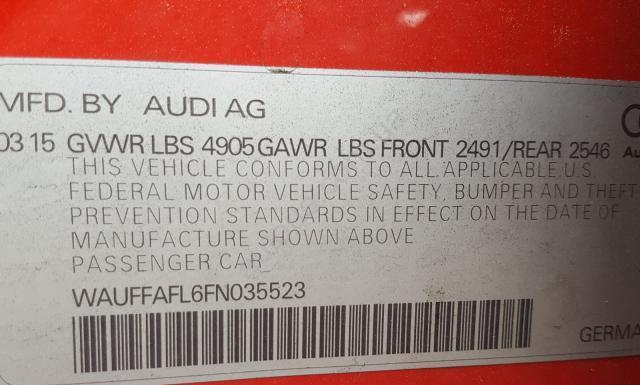 MFD. BY AUDI AG
03 15 GVWR LBS 4905 GAWR LBS FRONT 2491/REAR 2546
THIS VEHICLE CONFORMS TO ALL APPLICABLE U.S.
FEDERAL MOTOR VEHICLE SAFETY, BUMPER AND THEFT
PREVENTION STANDARDS IN EFFECT ON THE DATE OF
MANUFACTURE SHOWN ABOVE
PASSENGER CAR
WAUFFAFL6FN035523
GERMA